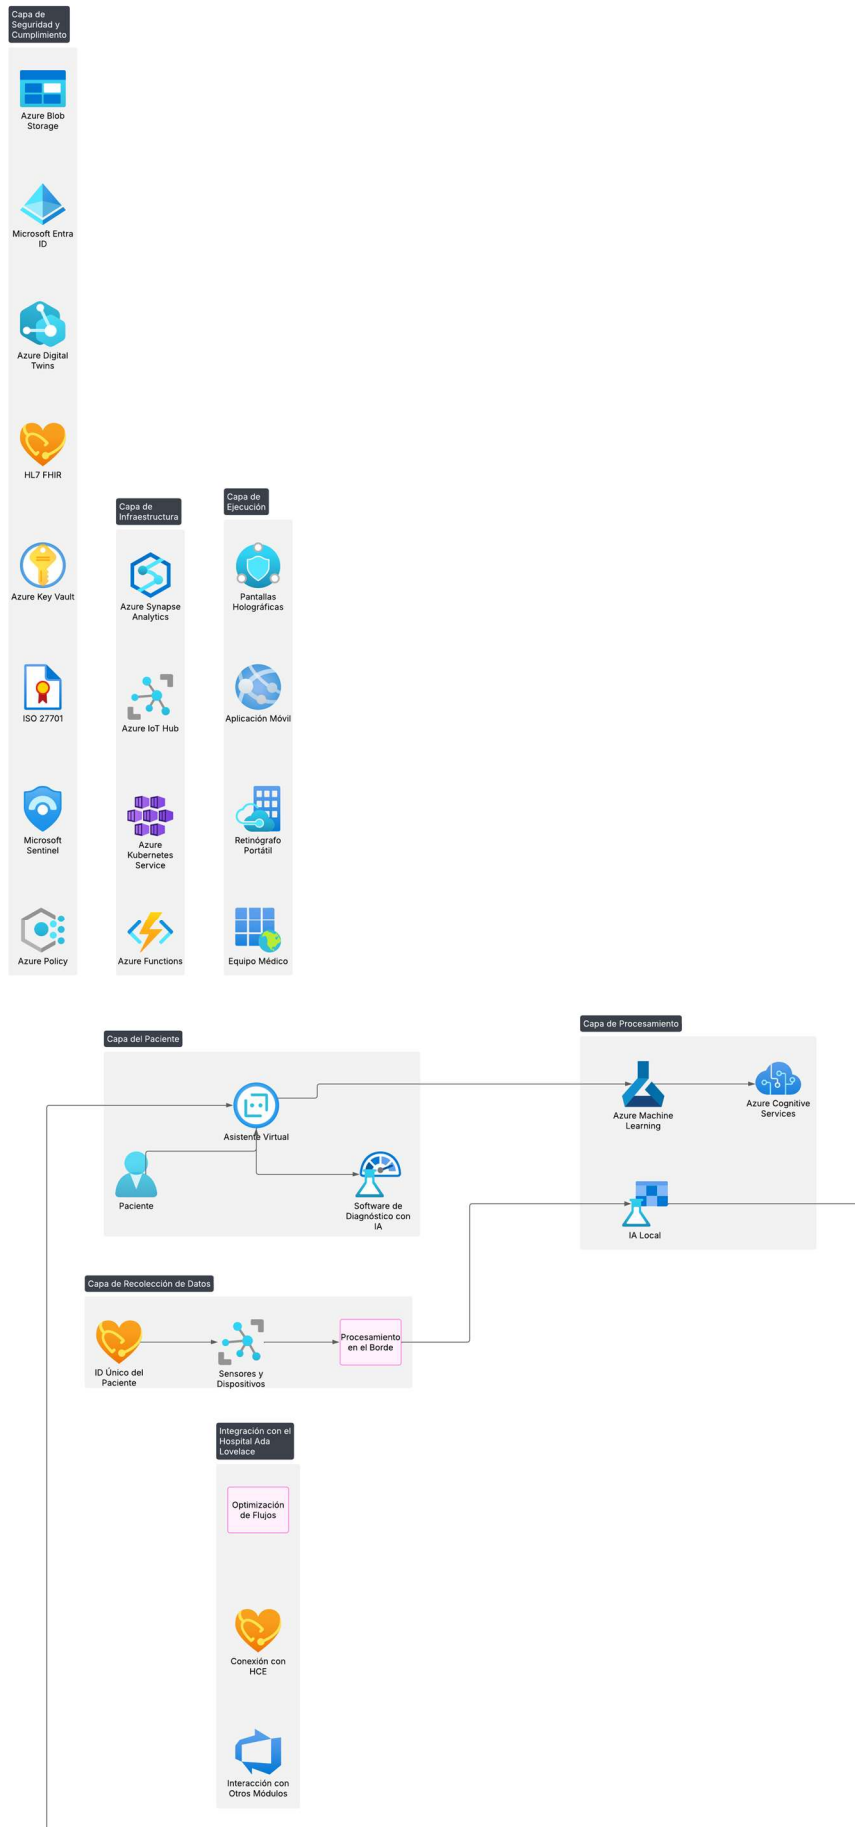 Capa de
Seguridad y
Cumplimiento
Azure Blob
Storage
Microsoft Entra
ID
Azure Digital
Twins
HL7 FHIR
Azure Key Vault
ISO 27701
Microsoft
Sentinel
Azure Policy
Capa de
Infraestructura
Azure Synapse
Analytics
Azure IoT Hub
Azure
Kubernetes
Service
Azure Functions
Capa de
Ejecución
Pantallas
Holográficas
Aplicación Móvil
Retinógrafo
Portátil
Equipo Médico
Capa del Paciente
Asistente Virtual
Paciente
Software de
Diagnóstico con
IA
Capa de Procesamiento
Azure Machine
Learning
Azure Cognitive
Services
IA Local
Capa de Recolección de Datos
ID Único del
Paciente
Sensores y
Dispositivos
Procesamiento
en el Borde
Integración con el
Hospital Ada
Lovelace
Optimización
de Flujos
Conexión con
HCE
Interacción con
Otros Módulos